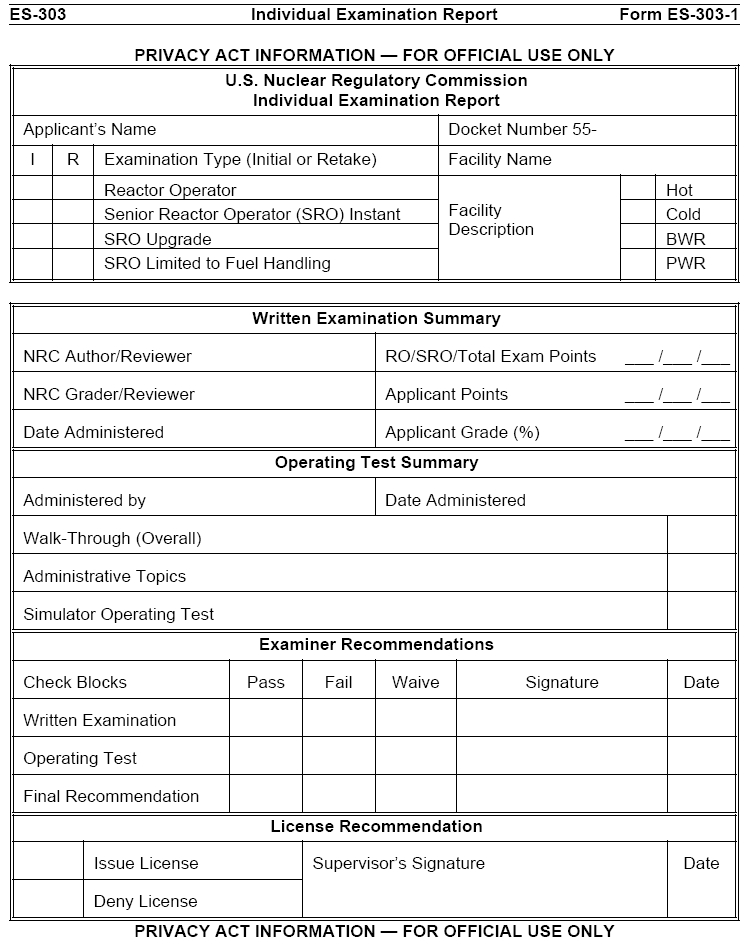 ES-303 Individual Examination Report Form ES-303-1
PRIVACY ACT INFORMATION — FOR OFFICIAL USE ONLY
U.S. Nuclear Regulatory Commission
Individual Examination Report
Applicant's Name Docket Number 55-
I R Examination Type (Initial or Retake) Facility Name
Reactor Operator Hot
Senior Reactor Operator (SRO) Instant Facility Description Cold
SRO Upgrade BWR
SRO Limited to Fuel Handling PWR
Written Examination Summary
NRC Author/Reviewer RO/SRO/Total Exam Points ___ /___ /___
NRC Grader/Reviewer Applicant Points ___ /___ /___
Date Administered Applicant Grade (%) ___ /___ /___
Operating Test Summary
Administered by Date Administered
Walk-Through (Overall)
Administrative Topics
Simulator Operating Test
Examiner Recommendations
Check Blocks Pass Fail Waive Signature Date
Written Examination
Operating Test
Final Recommendation
License Recommendation
Issue License Supervisor's Signature Date
Deny License
PRIVACY ACT INFORMATION — FOR OFFICIAL USE ONLY